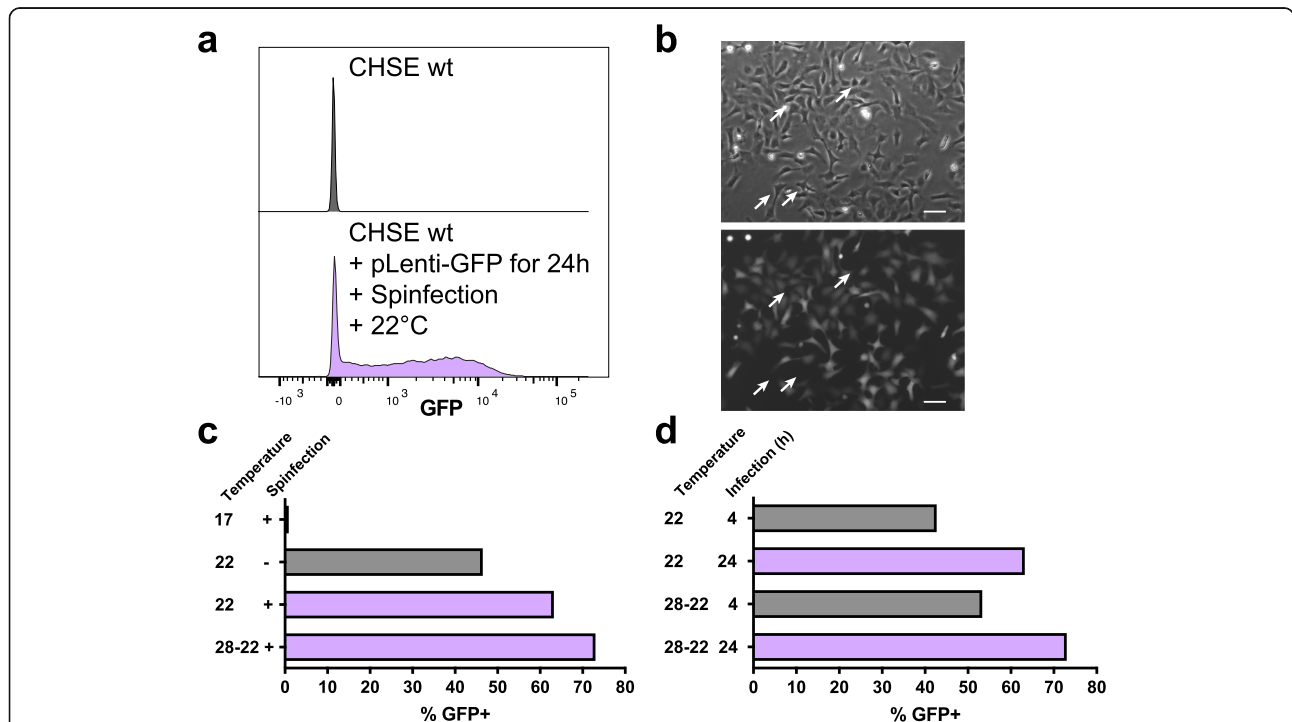 a
CHSE wt
CHSE wt
+ pLenti-GFP for 24h
+ Spinfection
+ 22°C
-10 3 0 10 3 10 4 10 5
GFP
b
c
Temperature
Spinfection
17 +
22 -
22 +
28-22 +
0 10 20 30 40 50 60 70 80
% GFP+
d
Temperature
Infection (h)
22 4
22 24
28-22 4
28-22 24
0 10 20 30 40 50 60 70 80
% GFP+